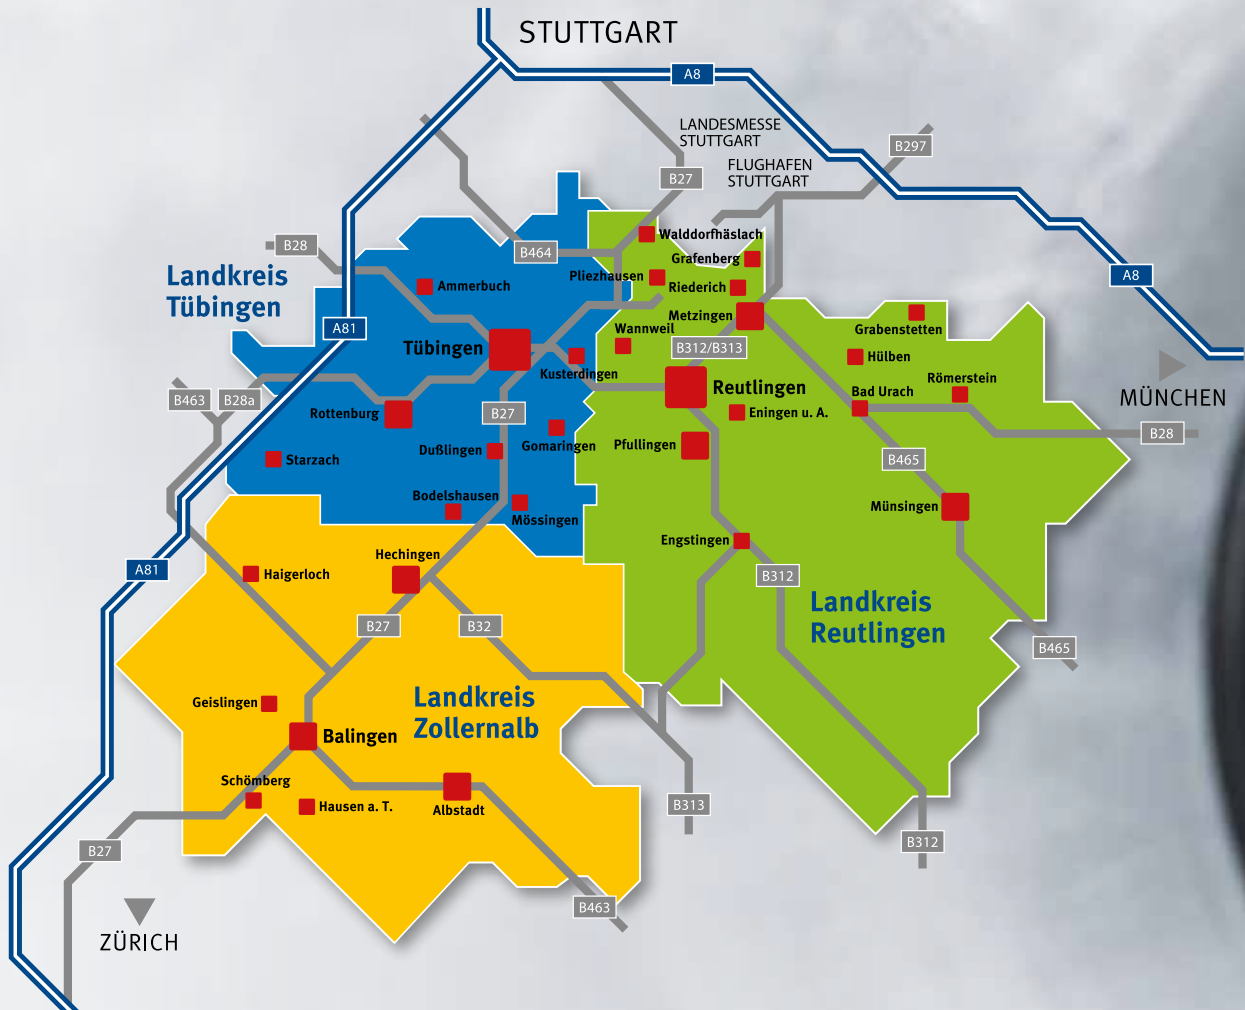 STUTTGART
A8
LANDESMESSE
STUTTGART
B297
FLUGHAFEN
STUTTGART
B27
Walddorfhäslach
B28
B464
Grafenberg
Landkreis
Tübingen
Pliezhausen
Riederich
A8
Ammerbuch
Metzingen
Grabenstetten
A81
Wannweil
Tübingen
B312/B313
Hülben
Kusterdingen
Reutlingen
Römerstein
Bad Urach
MÜNCHEN
B463
B28a
Rottenburg
B27
Eningen u. A.
B28
Gomaringen
Pfullingen
Dußlingen
Starzach
B465
Bodelshausen
Mössingen
Münsingen
Engstingen
Hechingen
A81
Haigerloch
B312
Landkreis
Reutlingen
B27
B32
B465
Geislingen
Landkreis
Zollernalb
Balingen
Schömberg
Hausen a. T.
Albstadt
B313
B27
B312
B463
ZÜRICH